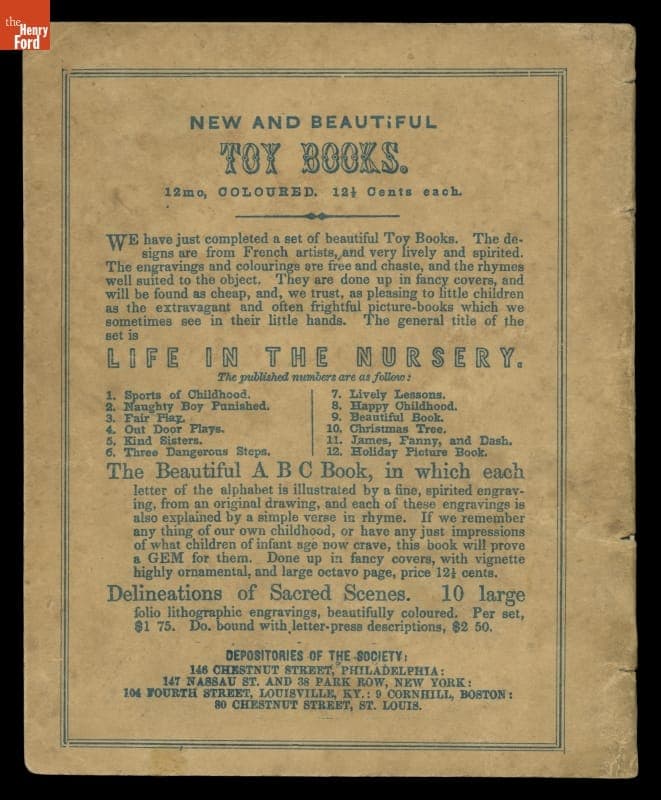 the
Henry
Ford
NEW AND BEAUTiFUL
TOY BOOKS.
12mo, COLOURED. 12½ Cents each.
WE have just completed a set of beautiful Toy Books. The de-
signs are from French artists, and very lively and spirited.
The engravings and colourings are free and chaste, and the rhymes
well suited to the object. They are done up in fancy covers, and
will be found as cheap, and, we trust, as pleasing to little children
as the extravagant and often frightful picture-books which we
sometimes see in their little hands. The general title of the
set is
LIFE IN THE NURSERY.
The published numbers are as follow:
1. Sports of Childhood.
2. Naughty Boy Punished.
3. Fair Play.
4. Out Door Plays.
5. Kind Sisters.
6. Three Dangerous Steps.
7. Lively Lessons.
8. Happy Childhood.
9. Beautiful Book.
10. Christmas Tree.
11. James, Fanny, and Dash.
12. Holiday Picture Book.
The Beautiful A B C Book, in which each
letter of the alphabet is illustrated by a fine, spirited engrav-
ing, from an original drawing, and each of these engravings is
also explained by a simple verse in rhyme. If we remember
any thing of our own childhood, or have any just impressions
of what children of infant age now crave, this book will prove
a GEM for them. Done up in fancy covers, with vignette
highly ornamental, and large octavo page, price 12½ cents.
Delineations of Sacred Scenes. 10 large
folio lithographic engravings, beautifully coloured. Per set,
$1 75. Do. bound with letter-press descriptions, $2 50.
DEPOSITORIES OF THE SOCIETY:
146 CHESTNUT STREET, PHILADELPHIA:
147 NASSAU ST. AND 38 PARK ROW, NEW YORK:
104 FOURTH STREET, LOUISVILLE, KY.: 9 CORNHILL, BOSTON:
80 CHESTNUT STREET, ST. LOUIS.